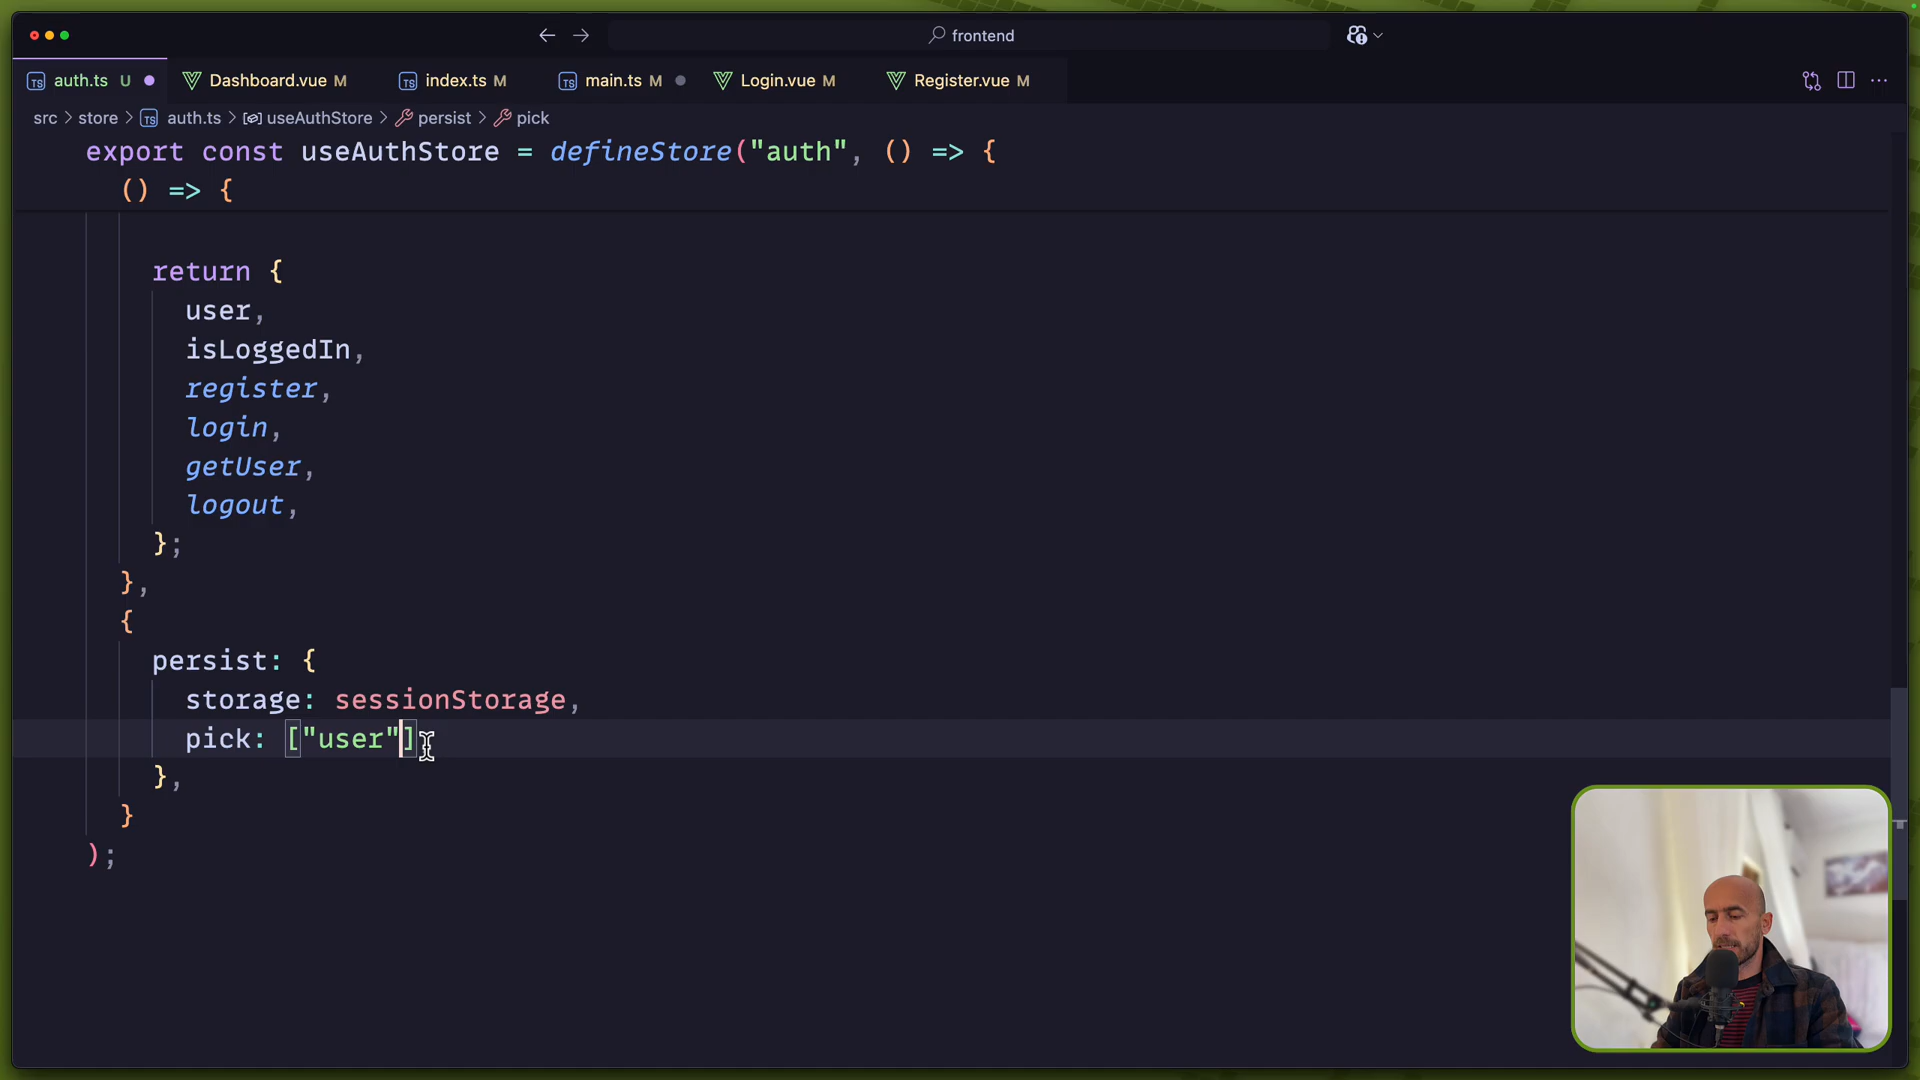 frontend
auth.ts U
Dashboard.vue M
index.ts M
main.ts M
Login.vue M
Register.vue M
src > store > TS auth.ts > useAuthStore > persist > pick
export const useAuthStore = defineStore("auth", () => {
() => {
return {
user,
isLoggedIn,
register,
login,
getUser,
logout,
};
},
{
persist: {
storage: sessionStorage,
pick: ["user"]
},
}
);